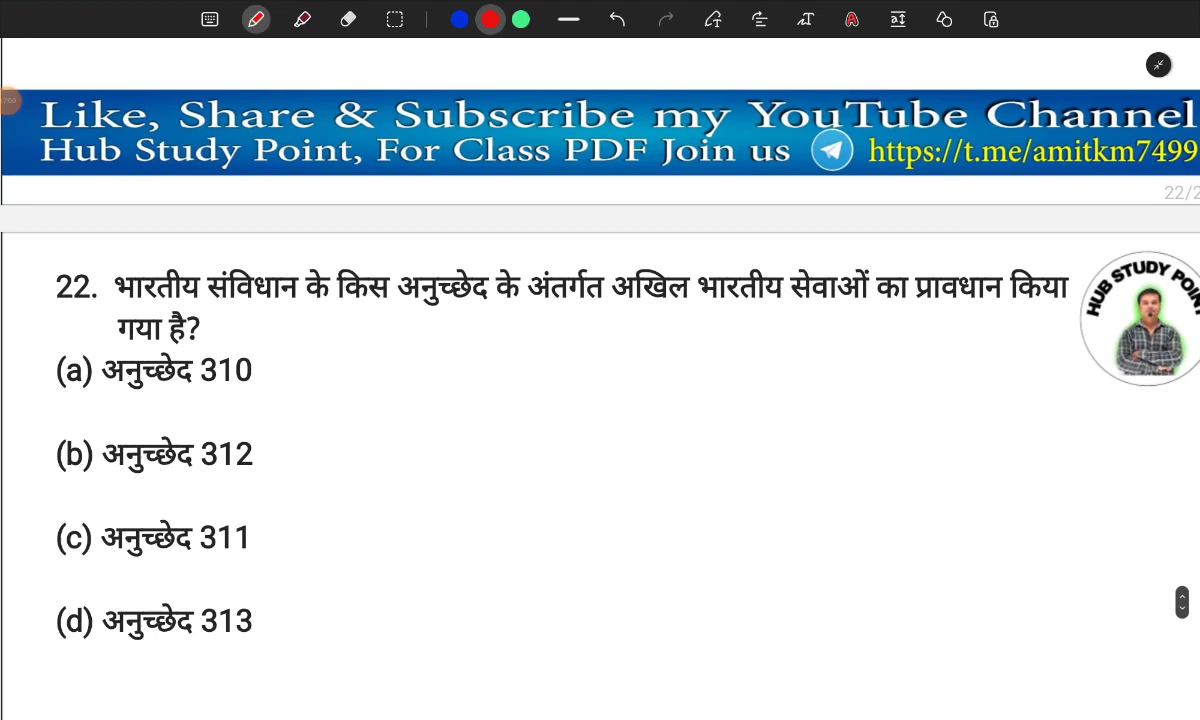 Like, Share & Subscribe my YouTube Channel
Hub Study Point, For Class PDF Join us https://t.me/amitkm7499
22/2
22. भारतीय संविधान के किस अनुच्छेद के अंतर्गत अखिल भारतीय सेवाओं का प्रावधान किया
गया है?
HUB STUDY POINT
(a) अनुच्छेद 310
(b) अनुच्छेद 312
(c) अनुच्छेद 311
(d) अनुच्छेद 313